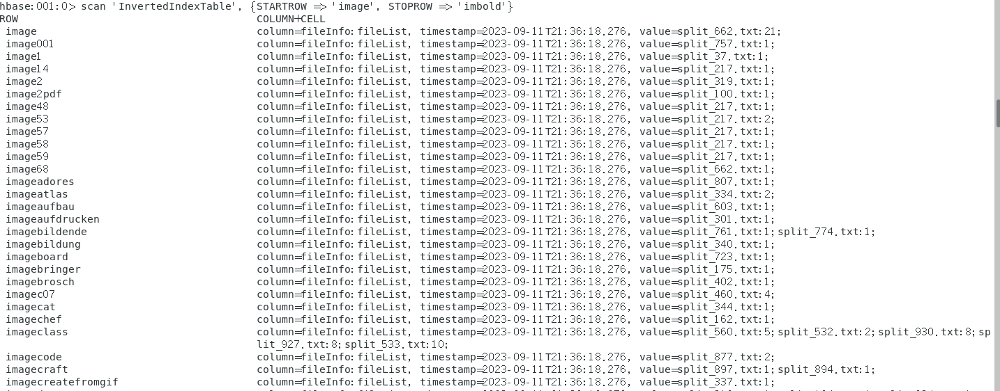 hbase:001:0> scan 'InvertedIndexTable', {STARTROW => 'image', STOPROW => 'imbold'}
ROW COLUMN+CELL
image column=fileInfo:fileList, timestamp=2023-09-11T21:36:18.276, value=split_662.txt:21;
image001 column=fileInfo:fileList, timestamp=2023-09-11T21:36:18.276, value=split_757.txt:1;
image1 column=fileInfo:fileList, timestamp=2023-09-11T21:36:18.276, value=split_37.txt:1;
image14 column=fileInfo:fileList, timestamp=2023-09-11T21:36:18.276, value=split_217.txt:1;
image2 column=fileInfo:fileList, timestamp=2023-09-11T21:36:18.276, value=split_319.txt:1;
image2pdf column=fileInfo:fileList, timestamp=2023-09-11T21:36:18.276, value=split_100.txt:1;
image48 column=fileInfo:fileList, timestamp=2023-09-11T21:36:18.276, value=split_217.txt:1;
image53 column=fileInfo:fileList, timestamp=2023-09-11T21:36:18.276, value=split_217.txt:2;
image57 column=fileInfo:fileList, timestamp=2023-09-11T21:36:18.276, value=split_217.txt:1;
image58 column=fileInfo:fileList, timestamp=2023-09-11T21:36:18.276, value=split_217.txt:1;
image59 column=fileInfo:fileList, timestamp=2023-09-11T21:36:18.276, value=split_217.txt:1;
image68 column=fileInfo:fileList, timestamp=2023-09-11T21:36:18.276, value=split_662.txt:1;
imageadores column=fileInfo:fileList, timestamp=2023-09-11T21:36:18.276, value=split_807.txt:1;
imageatlas column=fileInfo:fileList, timestamp=2023-09-11T21:36:18.276, value=split_334.txt:2;
imageaufbau column=fileInfo:fileList, timestamp=2023-09-11T21:36:18.276, value=split_603.txt:1;
imageaufdrucken column=fileInfo:fileList, timestamp=2023-09-11T21:36:18.276, value=split_301.txt:1;
imagebildende column=fileInfo:fileList, timestamp=2023-09-11T21:36:18.276, value=split_761.txt:1;split_774.txt:1;
imagebildung column=fileInfo:fileList, timestamp=2023-09-11T21:36:18.276, value=split_340.txt:1;
imageboard column=fileInfo:fileList, timestamp=2023-09-11T21:36:18.276, value=split_723.txt:1;
imagebringer column=fileInfo:fileList, timestamp=2023-09-11T21:36:18.276, value=split_175.txt:1;
imagebrosch column=fileInfo:fileList, timestamp=2023-09-11T21:36:18.276, value=split_402.txt:1;
imagec07 column=fileInfo:fileList, timestamp=2023-09-11T21:36:18.276, value=split_460.txt:4;
imagecat column=fileInfo:fileList, timestamp=2023-09-11T21:36:18.276, value=split_344.txt:1;
imagechef column=fileInfo:fileList, timestamp=2023-09-11T21:36:18.276, value=split_162.txt:1;
imageclass column=fileInfo:fileList, timestamp=2023-09-11T21:36:18.276, value=split_560.txt:5;split_532.txt:2;split_930.txt:8;sp
lit_927.txt:8;split_533.txt:10;
imagecode column=fileInfo:fileList, timestamp=2023-09-11T21:36:18.276, value=split_877.txt:2;
imagecraft column=fileInfo:fileList, timestamp=2023-09-11T21:36:18.276, value=split_897.txt:1;split_894.txt:1;
imagecreatefromgif column=fileInfo:fileList, timestamp=2023-09-11T21:36:18.276, value=split_337.txt:1;